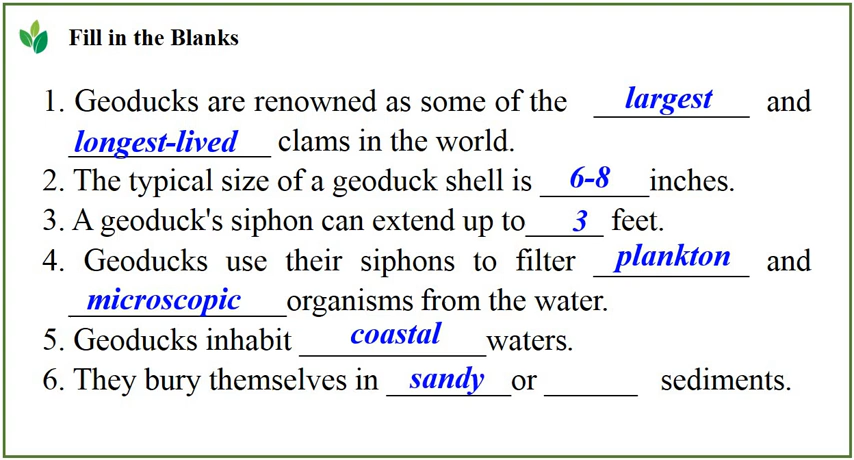 Fill in the Blanks
1. Geoducks are renowned as some of the largest and
longest-lived clams in the world.
2. The typical size of a geoduck shell is 6-8 inches.
3. A geoduck's siphon can extend up to 3 feet.
4. Geoducks use their siphons to filter plankton and
microscopic organisms from the water.
5. Geoducks inhabit coastal waters.
6. They bury themselves in sandy or ______ sediments.